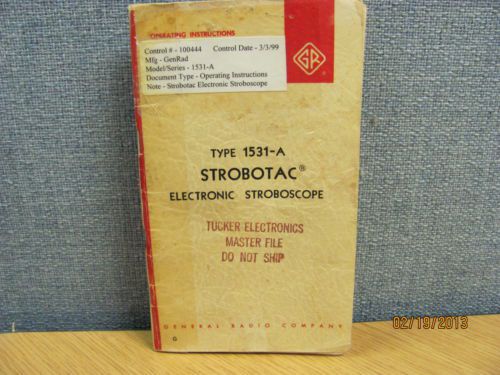 OPERATING INSTRUCTIONS
Control # - 100444 Control Date - 3/3/99
Mfg - GenRad
Model/Series - 1531-A
Document Type - Operating Instructions
Note - Strobotac Electronic Stroboscope
GR
®
TYPE 1531-A
STROBOTAC®
ELECTRONIC STROBOSCOPE
TUCKER ELECTRONICS
MASTER FILE
DO NOT SHIP
GENERAL RADIO COMPANY
G
02/19/2013